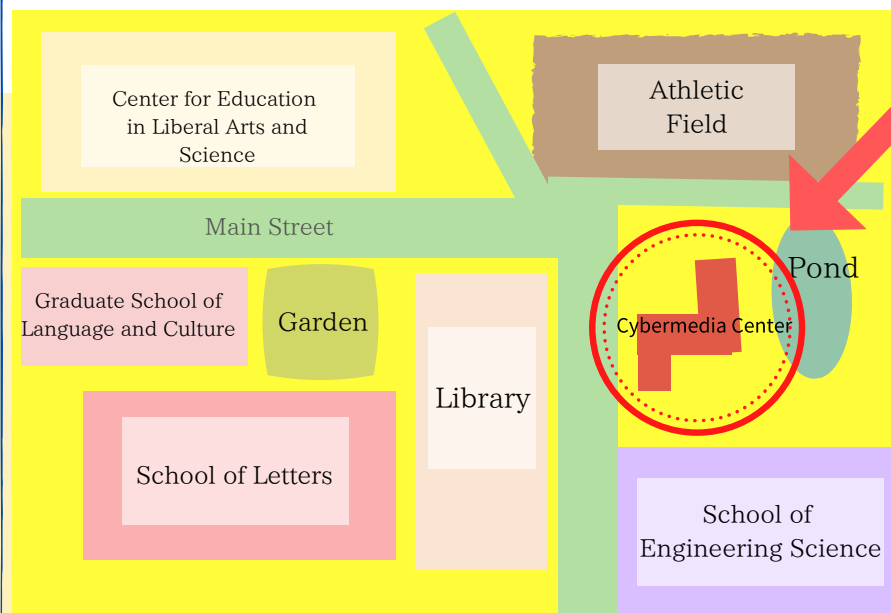 Center for Education
in Liberal Arts and
Science
Athletic
Field
Main Street
Pond
Graduate School of
Language and Culture
Garden
Cybermedia Center
Library
School of Letters
School of
Engineering Science